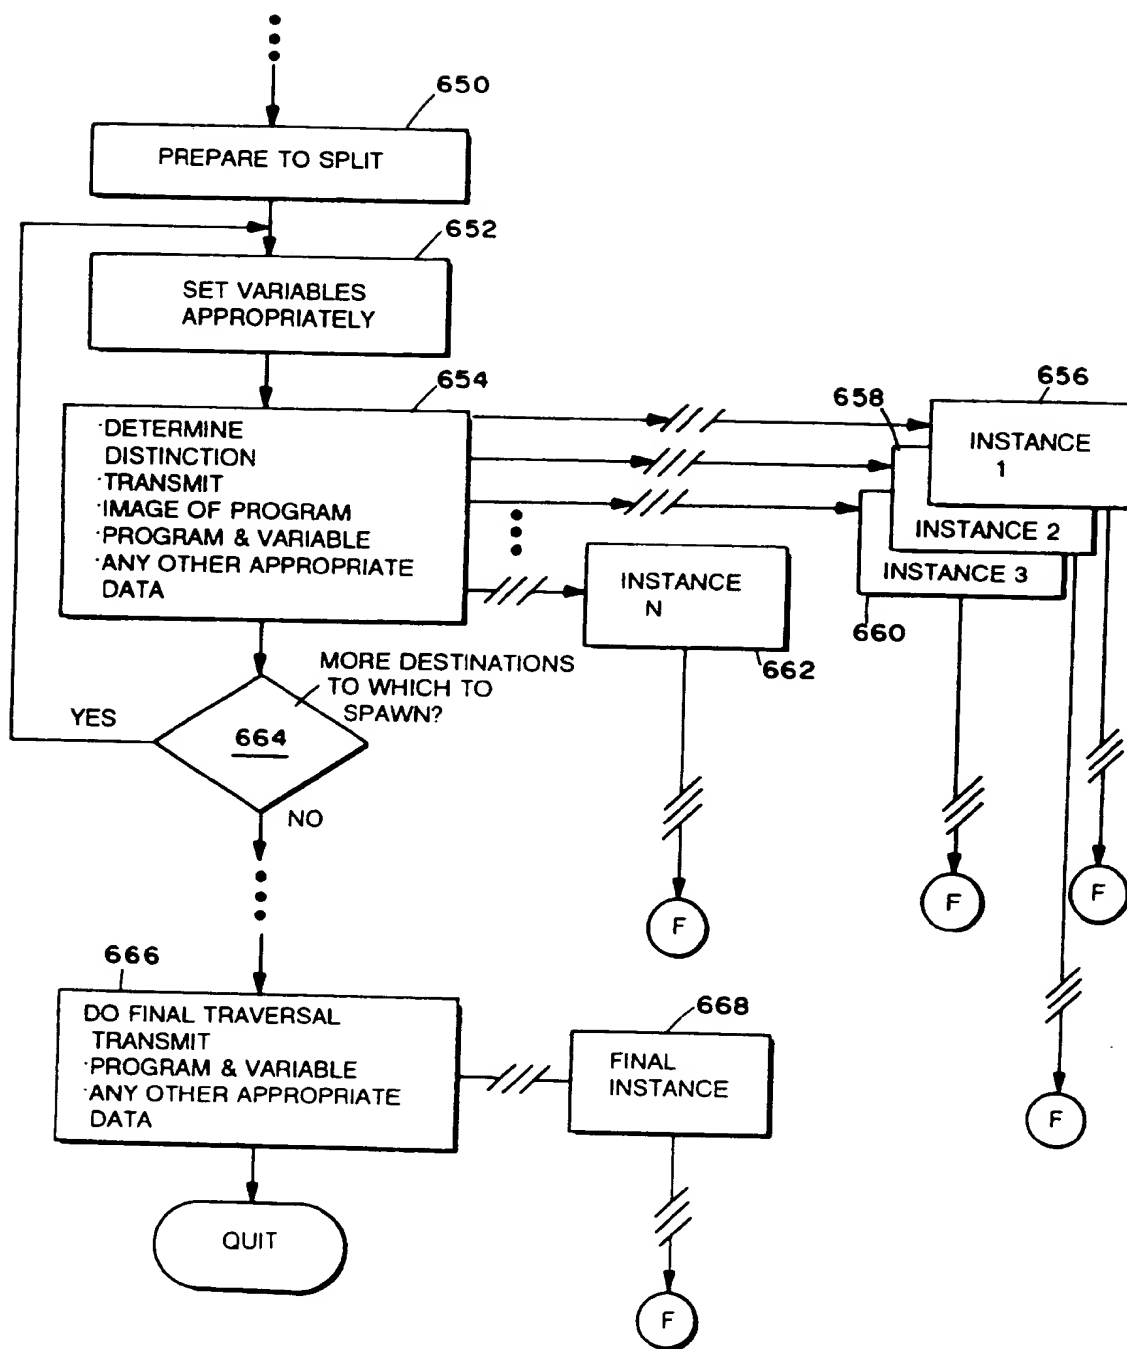 650
PREPARE TO SPLIT
652
SET VARIABLES
APPROPRIATELY
654
·DETERMINE
DISTINCTION
·TRANSMIT
·IMAGE OF PROGRAM
·PROGRAM & VARIABLE
·ANY OTHER APPROPRIATE
DATA
656
INSTANCE
1
658
INSTANCE 2
INSTANCE 3
660
INSTANCE
N
662
MORE DESTINATIONS
TO WHICH TO
SPAWN?
YES
664
NO
F
F
F
F
666
DO FINAL TRAVERSAL
TRANSMIT
·PROGRAM & VARIABLE
·ANY OTHER APPROPRIATE
DATA
668
FINAL
INSTANCE
QUIT
F